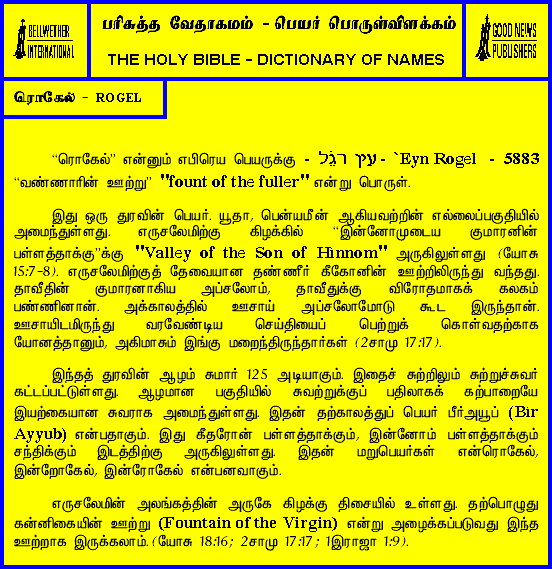 BELLWETHER
INTERNATIONAL
பரிசுத்த வேதாகமம் - பெயர் பொருள்விளக்கம்
THE HOLY BIBLE - DICTIONARY OF NAMES
GOOD NEWS
PUBLISHERS
ரொகேல் - ROGEL
“ரொகேல்” என்னும் எபிரெய பெயருக்கு - עין רגל - `Eyn Rogel - 5883
“வண்ணாரின் ஊற்று” "fount of the fuller" என்று பொருள்.
இது ஒரு துரவின் பெயர். யூதா, பென்யமீன் ஆகியவற்றின் எல்லைப்பகுதியில்
அமைந்துள்ளது. எருசலேமிற்கு கிழக்கில் “இன்னோமுடைய குமாரனின்
பள்ளத்தாக்கு”க்கு "Valley of the Son of Hinnom" அருகிலுள்ளது (யோசு
15:7-8). எருசலேமிற்குத் தேவையான தண்ணீர் கீகோனின் ஊற்றிலிருந்து வந்தது.
தாவீதின் குமாரனாகிய அப்சலோம், தாவீதுக்கு விரோதமாகக் கலகம்
பண்ணினான். அக்காலத்தில் ஊசாய் அப்சலோமோடு கூட இருந்தான்.
ஊசாயிடமிருந்து வரவேண்டிய செய்தியைப் பெற்றுக் கொள்வதற்காக
யோனத்தானும், அகிமாசும் இங்கு மறைந்திருந்தார்கள் (2சாமு 17:17).
இந்தத் துரவின் ஆழம் சுமார் 125 அடியாகும். இதைச் சுற்றிலும் சுற்றுச்சுவர்
கட்டப்பட்டுள்ளது. ஆழமான பகுதியில் சுவற்றுக்குப் பதிலாகக் கற்பாறையே
இயற்கையான சுவராக அமைந்துள்ளது. இதன் தற்காலத்துப் பெயர் பீர்அயூப் (Bir
Ayyub) என்பதாகும். இது கீதரோன் பள்ளத்தாக்கும், இன்னோம் பள்ளத்தாக்கும்
சந்திக்கும் இடத்திற்கு அருகிலுள்ளது. இதன் மறுபெயர்கள் என்ரொகேல்,
இன்றோகேல், இன்ரோகேல் என்பனவாகும்.
எருசலேமின் அலங்கத்தின் அருகே கிழக்கு திசையில் உள்ளது. தற்பொழுது
கன்னிகையின் ஊற்று (Fountain of the Virgin) என்று அழைக்கப்படுவது இந்த
ஊற்றாக இருக்கலாம். (யோசு 18:16; 2சாமு 17:17; 1இராஜா 1:9).